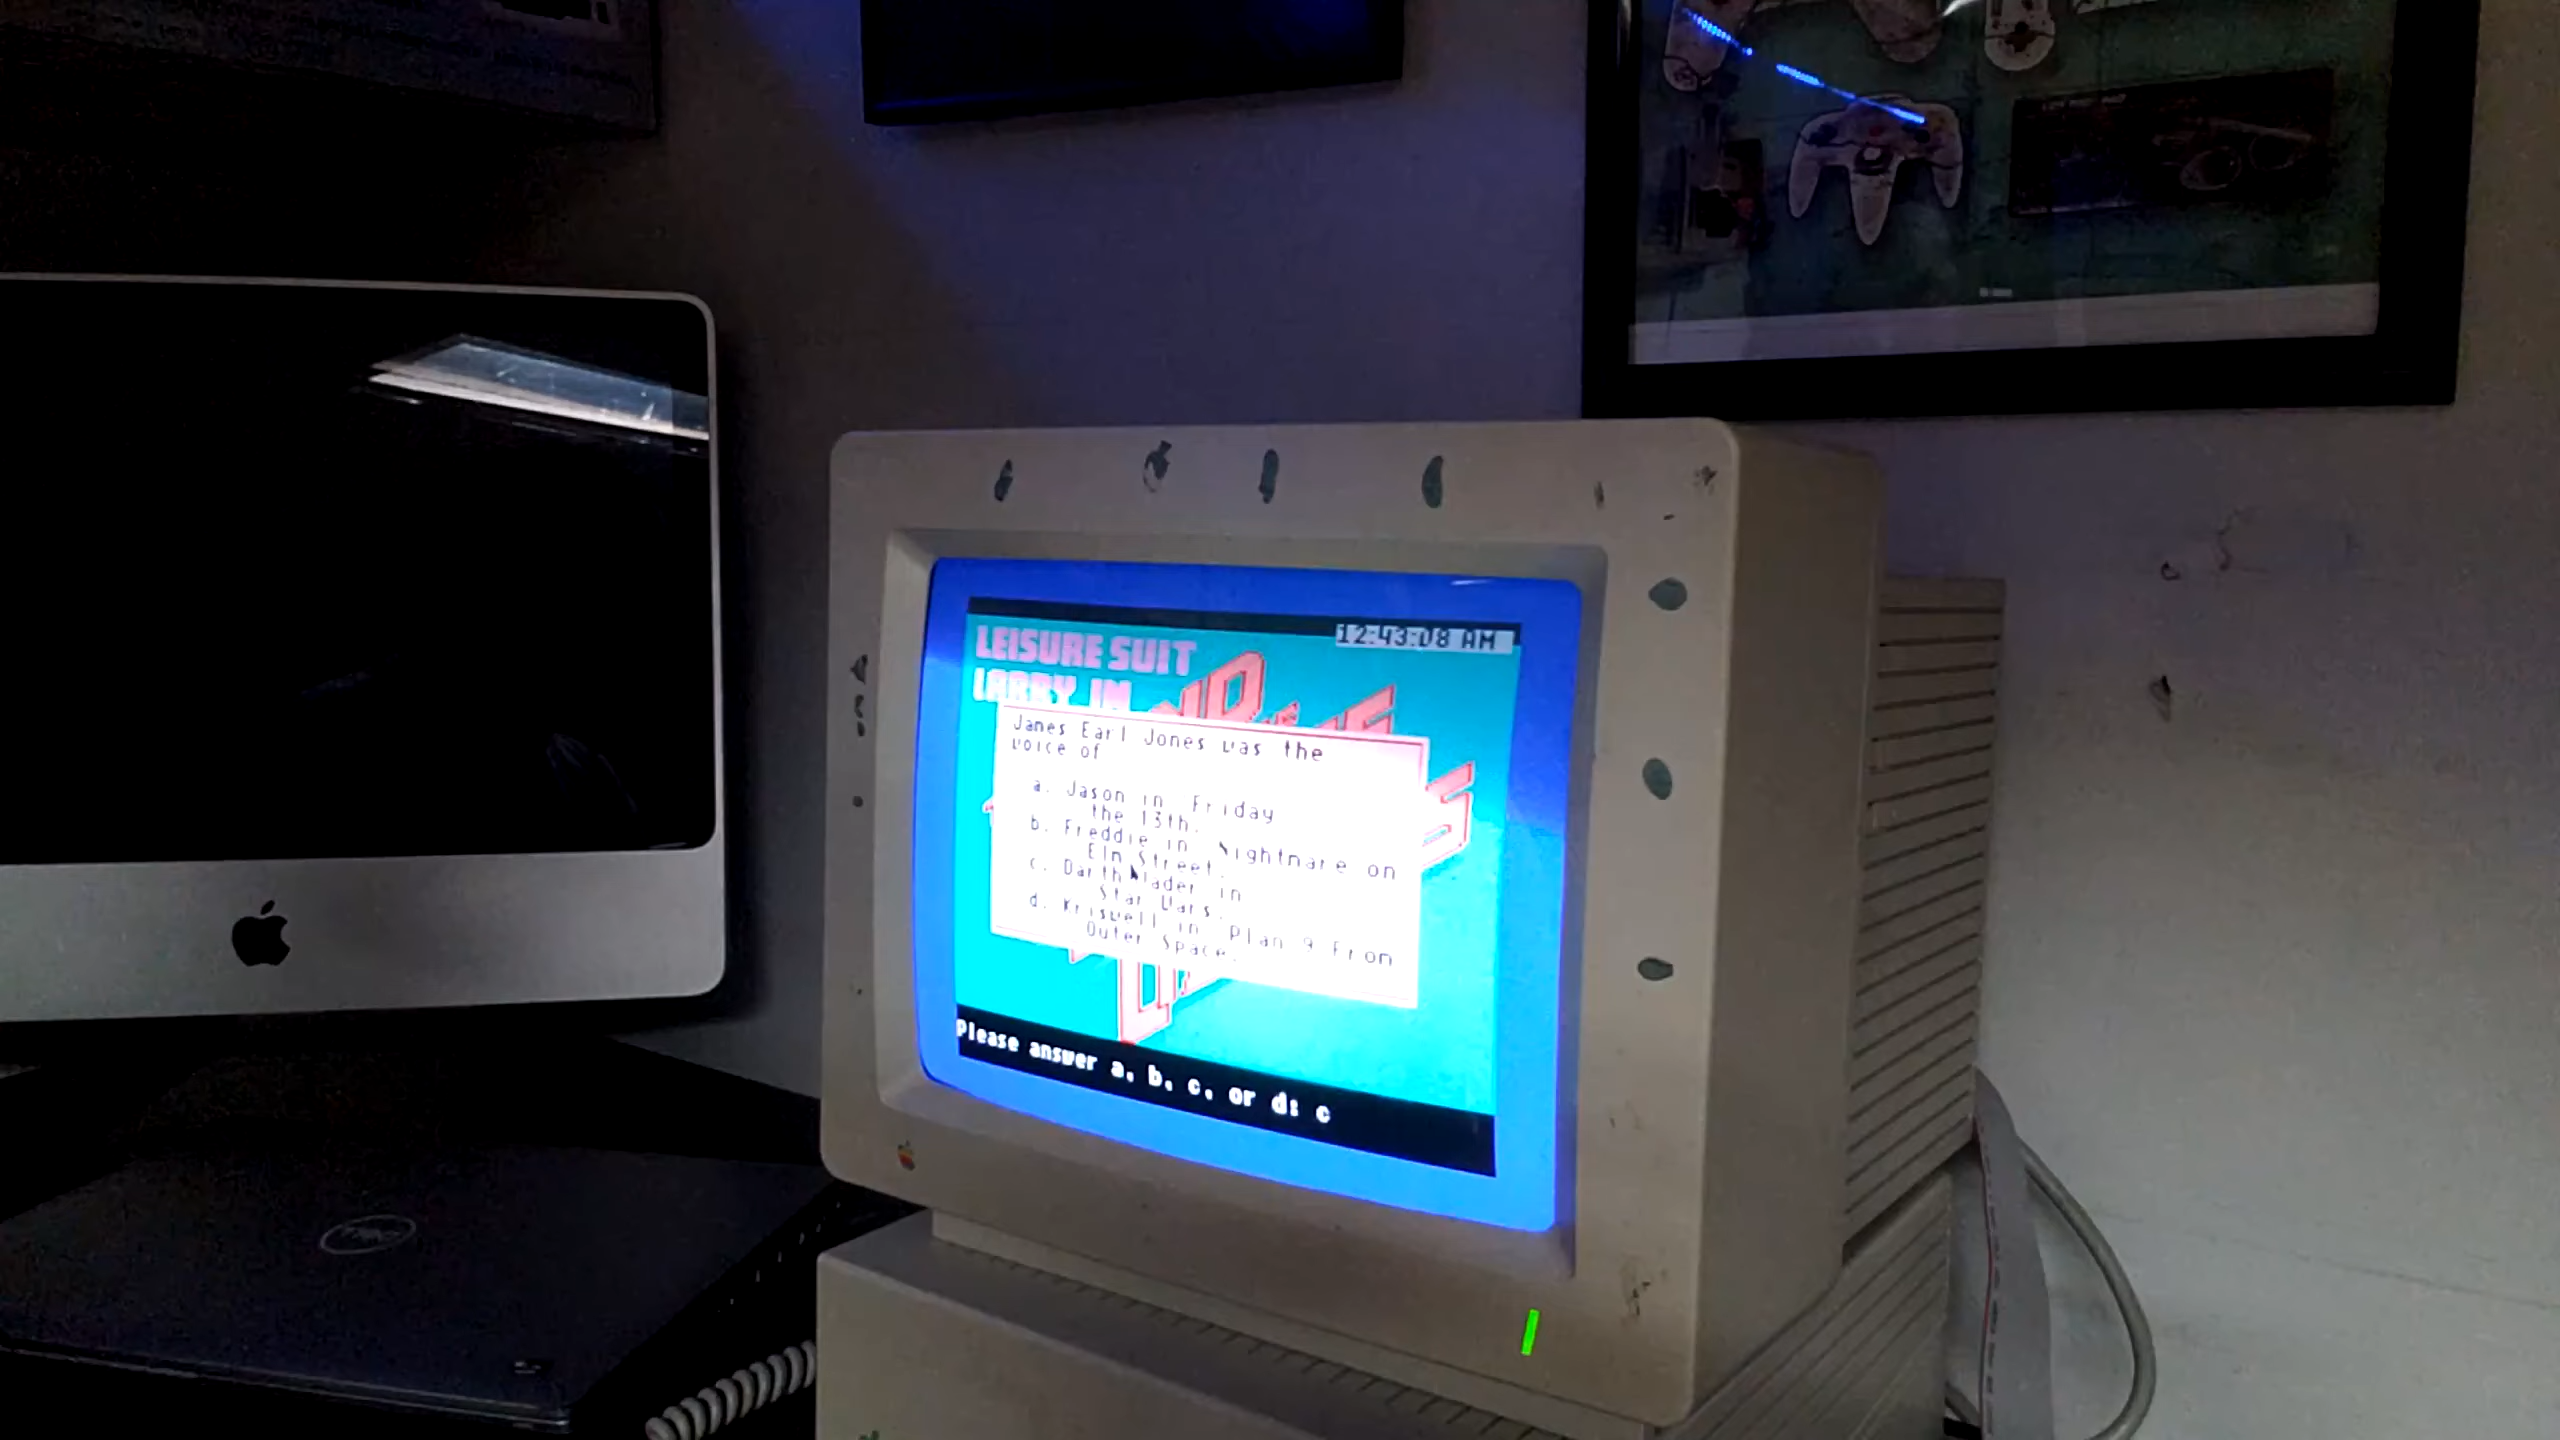 LEISURE SUIT
LARRY IN
12:43:08 AM
James Earl Jones was the
voice of
a. Jason in Friday
the 13th.
b. Freddie in Nightmare on
Elm Street.
c. Darth Vader in
Star Wars.
d. Kriswell in Plan 9 From
Outer Space.
Please answer a, b, c, or d: c